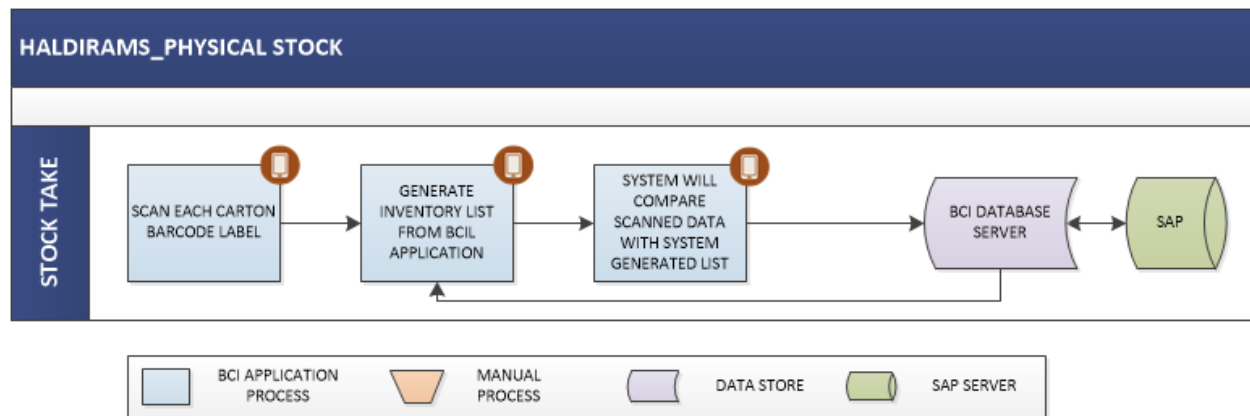 HALDIRAMS_PHYSICAL STOCK
STOCK TAKE
SCAN EACH CARTON
BARCODE LABEL
GENERATE
INVENTORY LIST
FROM BCIL
APPLICATION
SYSTEM WILL
COMPARE
SCANNED DATA
WITH SYSTEM
GENERATED LIST
BCI DATABASE
SERVER
SAP
BCI APPLICATION
PROCESS
MANUAL
PROCESS
DATA STORE
SAP SERVER